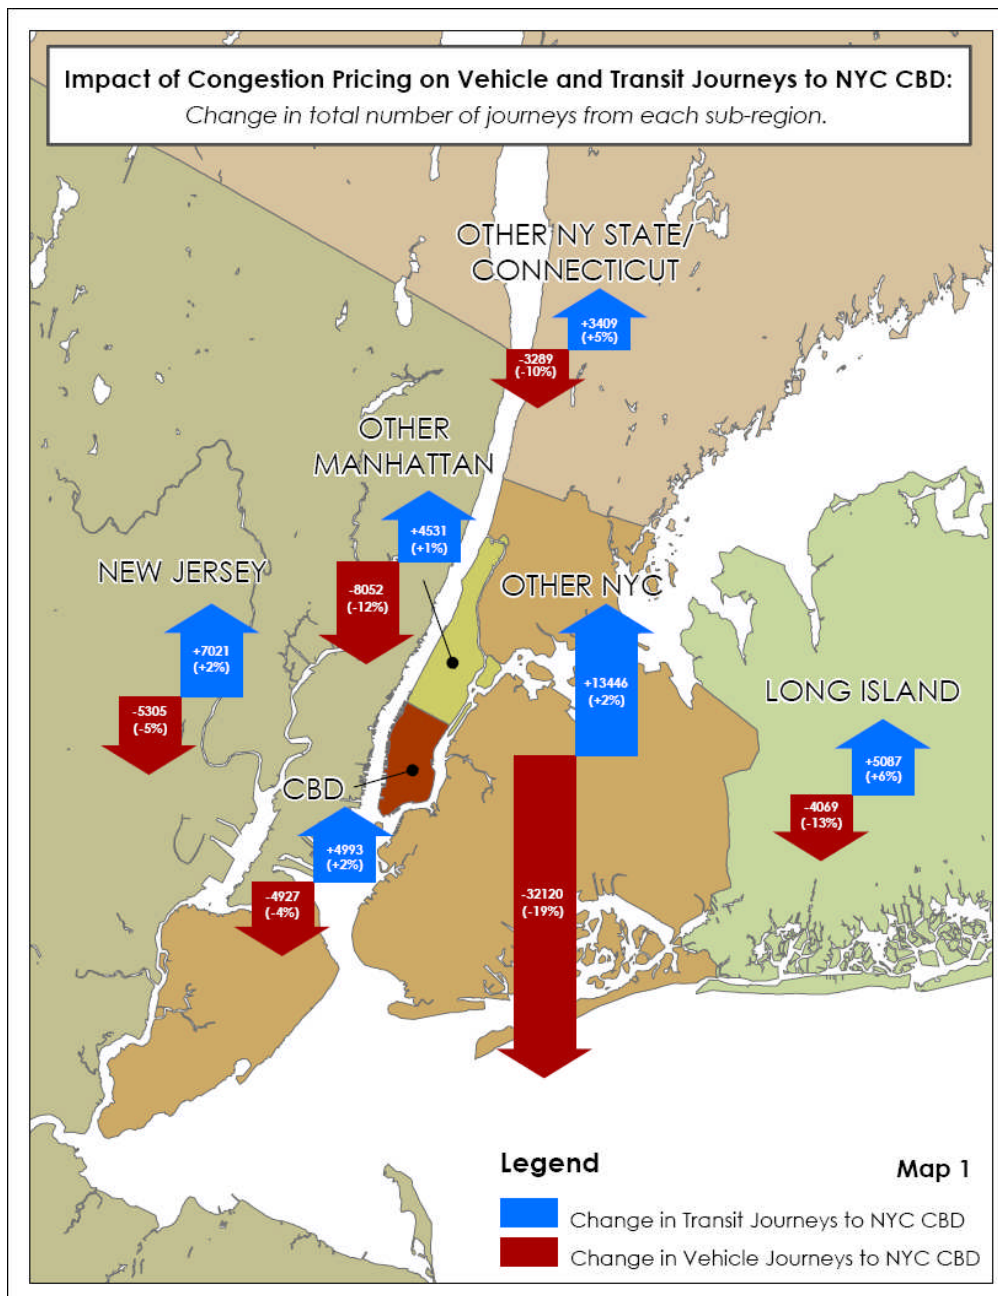 Impact of Congestion Pricing on Vehicle and Transit Journeys to NYC CBD:
Change in total number of journeys from each sub-region.
OTHER NY STATE/
CONNECTICUT
+3409
(+5%)
-3289
(-10%)
OTHER
MANHATTAN
+4531
(+1%)
-8052
(-12%)
NEW JERSEY
+7021
(+2%)
-5305
(-5%)
OTHER NYC
+13446
(+2%)
-32120
(-19%)
LONG ISLAND
+5087
(+6%)
-4069
(-13%)
CBD
+4993
(+2%)
-4927
(-4%)
Legend
Map 1
Change in Transit Journeys to NYC CBD
Change in Vehicle Journeys to NYC CBD